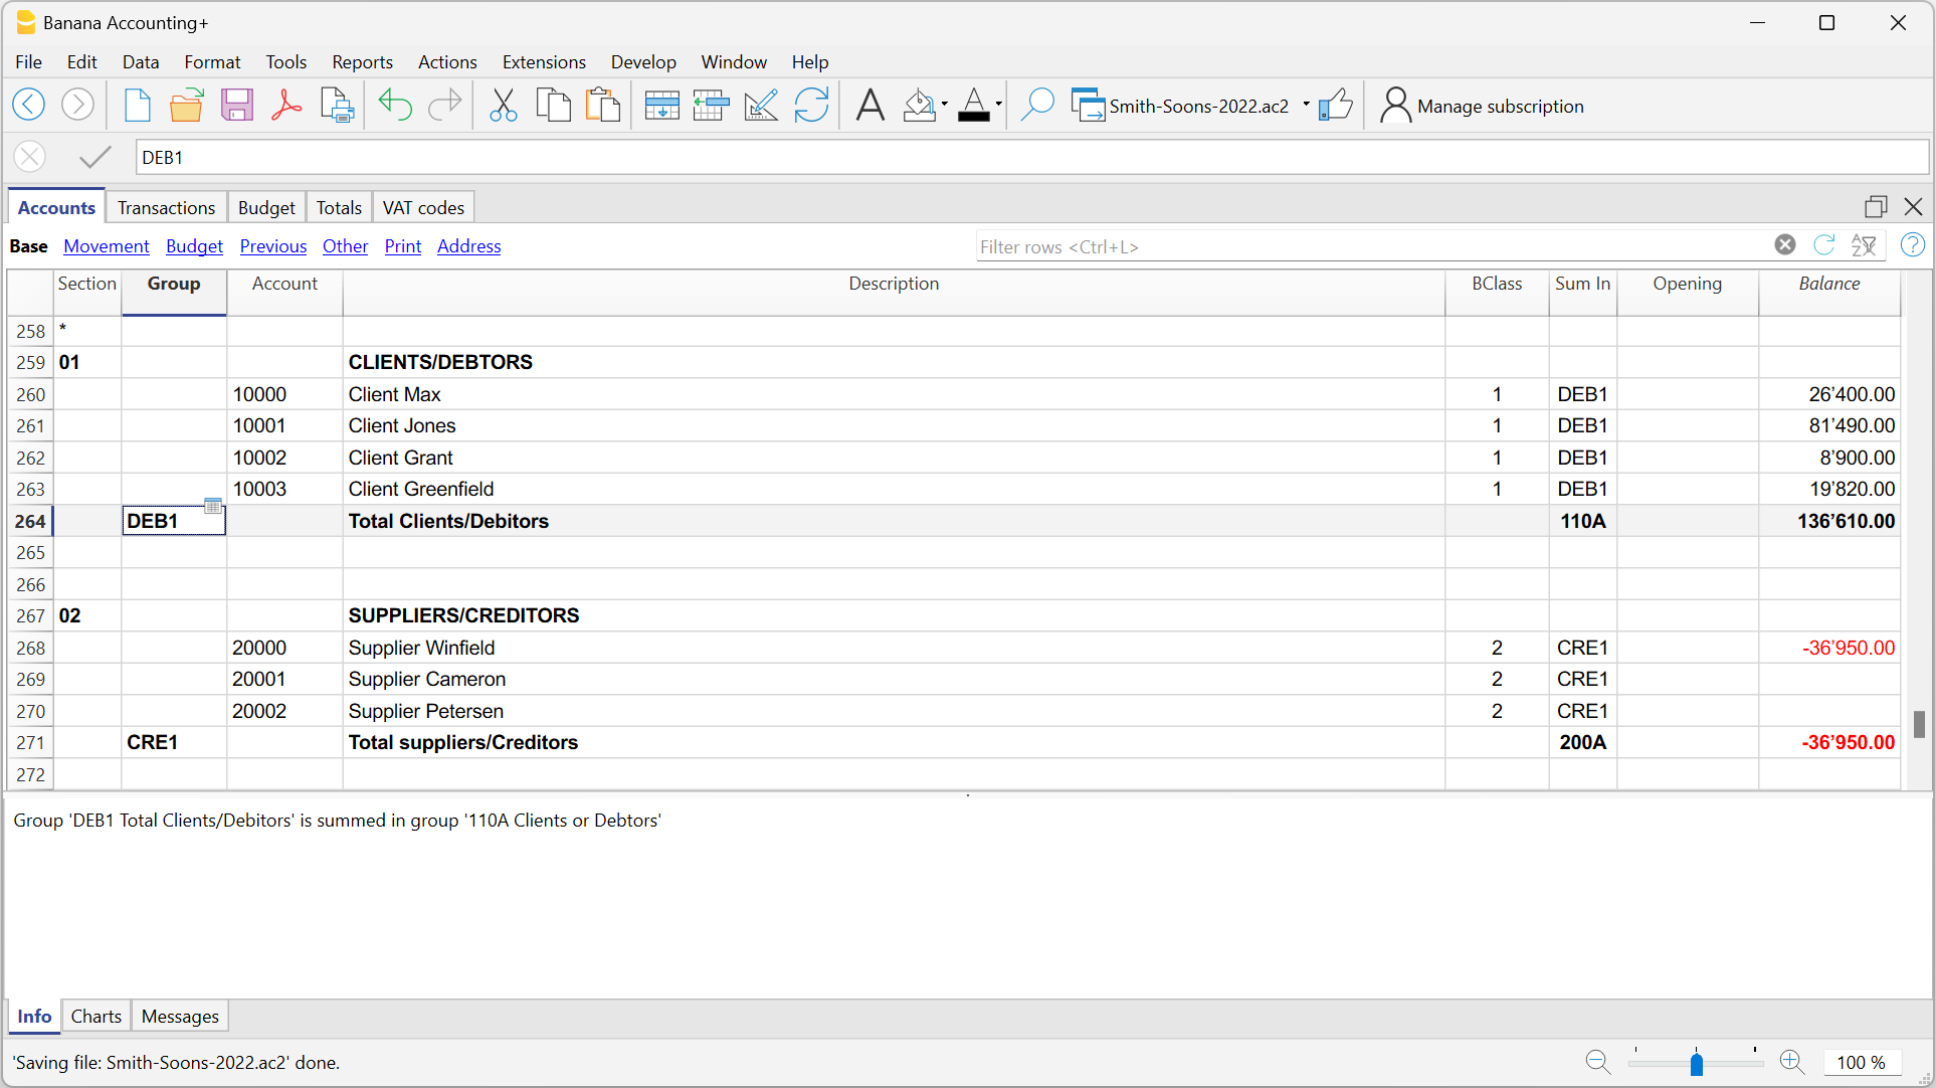 Banana Accounting+
File Edit Data Format Tools Reports Actions Extensions Develop Window Help
Smith-Soons-2022.ac2 Manage subscription
DEB1
Accounts Transactions Budget Totals VAT codes
Base Movement Budget Previous Other Print Address Filter rows <Ctrl+L>
Section Group Account Description BClass Sum In Opening Balance
258 *
259 01 CLIENTS/DEBTORS
260 10000 Client Max 1 DEB1 26’400.00
261 10001 Client Jones 1 DEB1 81’490.00
262 10002 Client Grant 1 DEB1 8’900.00
263 10003 Client Greenfield 1 DEB1 19’820.00
264 DEB1 Total Clients/Debitors 110A 136’610.00
265
266
267 02 SUPPLIERS/CREDITORS
268 20000 Supplier Winfield 2 CRE1 -36’950.00
269 20001 Supplier Cameron 2 CRE1
270 20002 Supplier Petersen 2 CRE1
271 CRE1 Total suppliers/Creditors 200A -36’950.00
272
Group 'DEB1 Total Clients/Debitors' is summed in group '110A Clients or Debtors'
Info Charts Messages
'Saving file: Smith-Soons-2022.ac2' done. 100 %